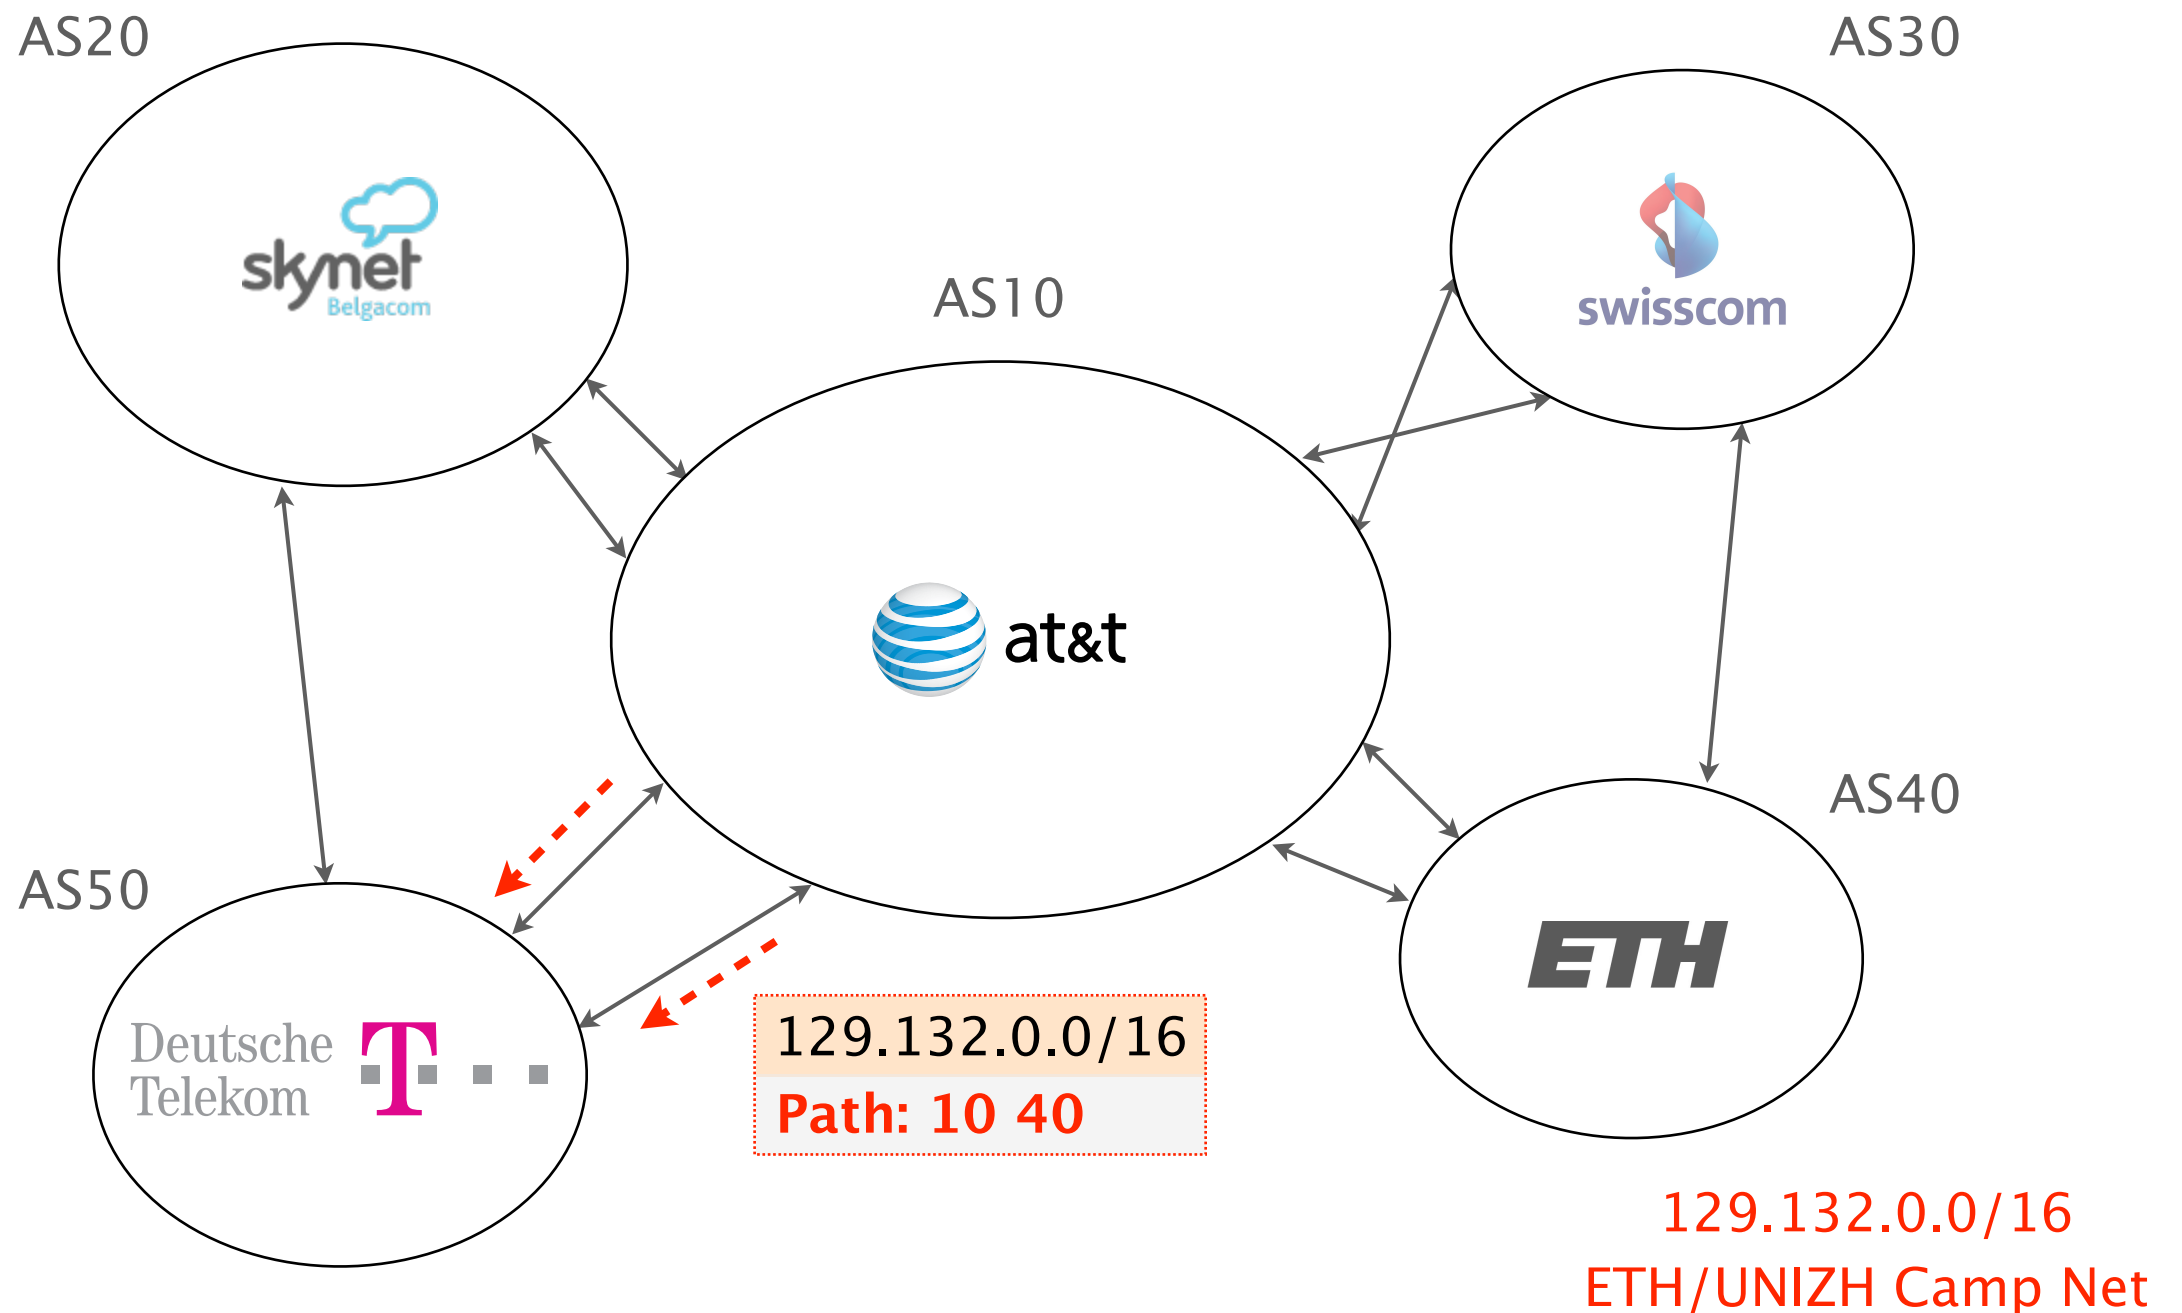 AS20
AS30
skynet
Belgacom
swisscom
AS10
at&t
AS40
AS50
ETH
Deutsche
Telekom
T
129.132.0.0/16
Path: 10 40
129.132.0.0/16
ETH/UNIZH Camp Net